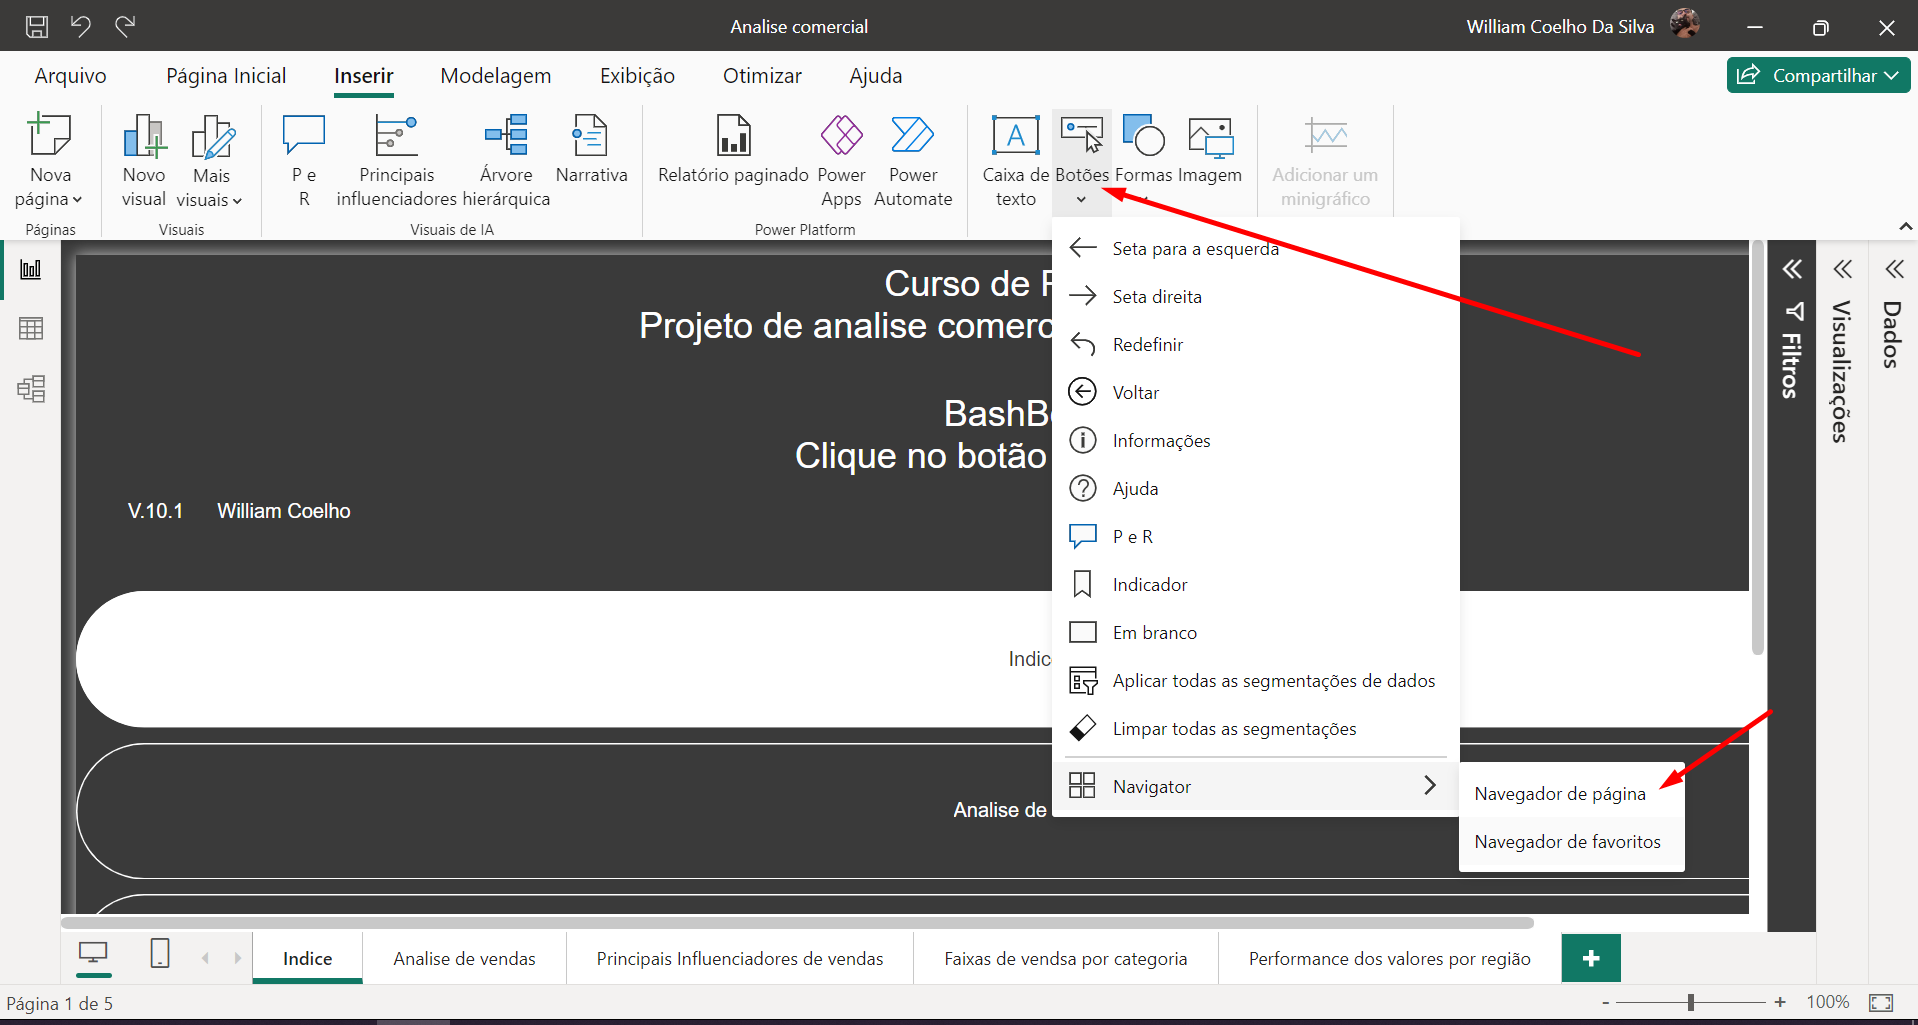 Analise comercial
William Coelho Da Silva
Arquivo
Página Inicial
Inserir
Modelagem
Exibição
Otimizar
Ajuda
Compartilhar
Nova
página
Páginas
Novo
visual
Mais
visuais
Visuais
P e
R
Principais
influenciadores
Árvore
hierárquica
Narrativa
Visuais de IA
Relatório paginado
Power
Apps
Power
Automate
Power Platform
A
Caixa de
texto
Botões
Formas
Imagem
Adicionar um
minigráfico
Seta para a esquerda
Seta direita
Redefinir
Voltar
Informações
Ajuda
P e R
Indicador
Em branco
Aplicar todas as segmentações de dados
Limpar todas as segmentações
Navigator
Navegador de página
Navegador de favoritos
Curso de
Projeto de analise comerc
BashB
Clique no botão
V.10.1
William Coelho
Indic
Analise de
Filtros
Visualizações
Dados
Indice
Analise de vendas
Principais Influenciadores de vendas
Faixas de vendsa por categoria
Performance dos valores por região
+
Página 1 de 5
-
+
100%